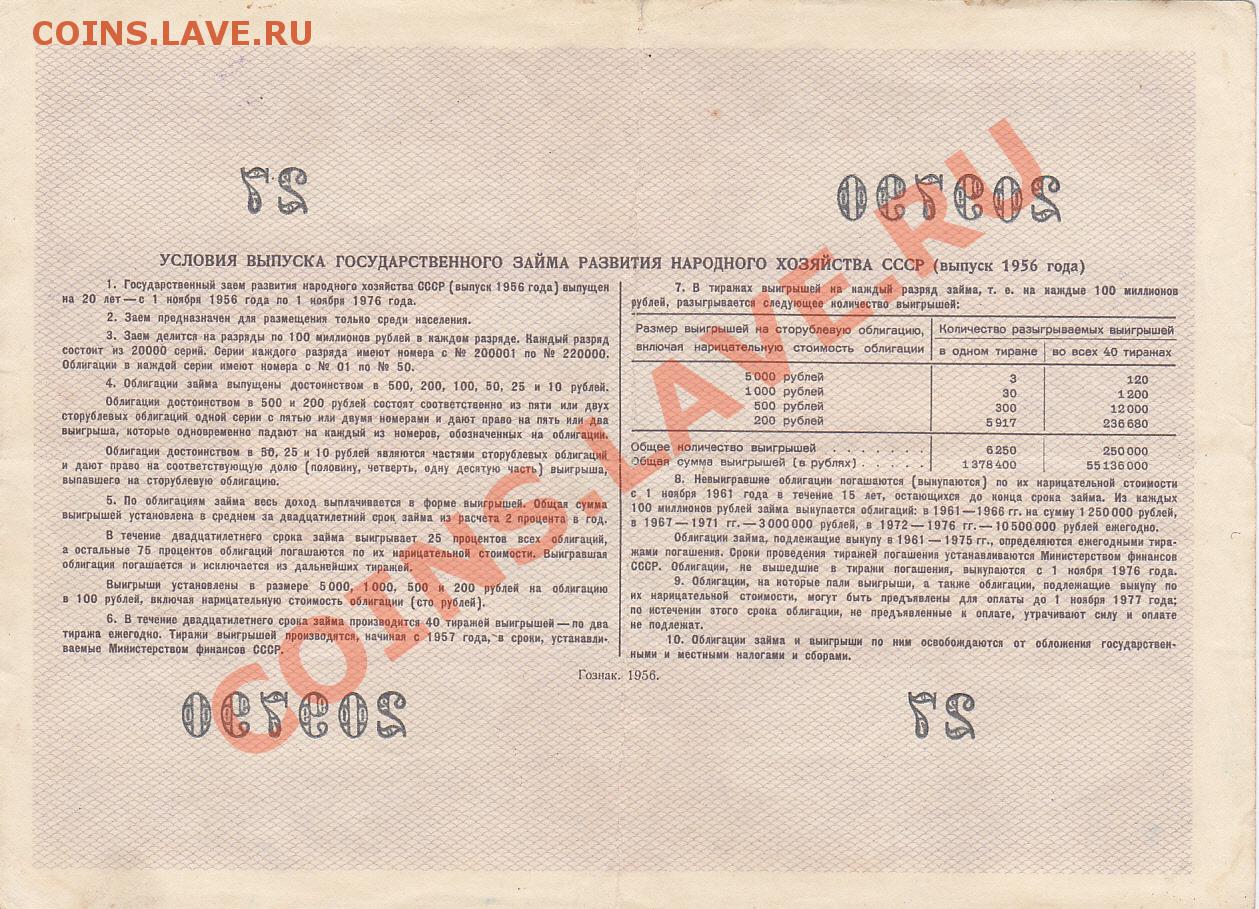 COINS.LAVE.RU
27
209790
УСЛОВИЯ ВЫПУСКА ГОСУДАРСТВЕННОГО ЗАЙМА РАЗВИТИЯ НАРОДНОГО ХОЗЯЙСТВА СССР (выпуск 1956 года)
1. Государственный заем развития народного хозяйства СССР (выпуск 1956 года) выпущен
на 20 лет — с 1 ноября 1956 года по 1 ноября 1976 года.
2. Заем предназначен для размещения только среди населения.
3. Заем делится на разряды по 100 миллионов рублей в каждом разряде. Каждый разряд
состоит из 20000 серий. Серии каждого разряда имеют номера с № 200001 по № 220000.
Облигации в каждой серии имеют номера с № 01 по № 50.
4. Облигации займа выпущены достоинством в 500, 200, 100, 50, 25 и 10 рублей.
Облигации достоинством в 500 и 200 рублей состоят соответственно из пяти или двух
сторублевых облигаций одной серии с пятью или двумя номерами и дают право на пять или два
выигрыша, которые одновременно падают на каждый из номеров, обозначенных на облигации.
Облигации достоинством в 50, 25 и 10 рублей являются частями сторублевых облигаций
и дают право на соответствующую долю (половину, четверть, одну десятую часть) выигрыша,
выпавшего на сторублевую облигацию.
5. По облигациям займа весь доход выплачивается в форме выигрышей. Общая сумма
выигрышей установлена в среднем за двадцатилетний срок займа из расчета 2 процента в год.
В течение двадцатилетнего срока займа выигрывает 25 процентов всех облигаций,
а остальные 75 процентов облигаций погашаются по их нарицательной стоимости. Выигравшая
облигация погашается и исключается из дальнейших тиражей.
Выигрыши установлены в размере 5000, 1000, 500 и 200 рублей на облигацию
в 100 рублей, включая нарицательную стоимость облигации (сто рублей).
6. В течение двадцатилетнего срока займа производится 40 тиражей выигрышей — по два
тиража ежегодно. Тиражи выигрышей производятся, начиная с 1957 года, в сроки, устанавли-
ваемые Министерством финансов СССР.
7. В тиражах выигрышей на каждый разряд займа, т. е. на каждые 100 миллионов
рублей, разыгрывается следующее количество выигрышей:
Размер выигрышей на сторублевую облигацию, Количество разыгрываемых выигрышей
включая нарицательную стоимость облигации в одном тираже во всех 40 тиражах
5000 рублей 3 120
1000 рублей 30 1200
500 рублей 300 12000
200 рублей 5917 236680
Общее количество выигрышей . . . . . . . . . 6250 250000
Общая сумма выигрышей (в рублях) . . . . . . 1378400 55136000
8. Невыигравшие облигации погашаются (выкупаются) по их нарицательной стоимости
с 1 ноября 1961 года в течение 15 лет, остающихся до конца срока займа. Из каждых
100 миллионов рублей займа выкупается облигаций: в 1961—1966 гг. на сумму 1250000 рублей,
в 1967—1971 гг.—3000000 рублей, в 1972—1976 гг.—10500000 рублей ежегодно.
Облигации займа, подлежащие выкупу в 1961—1975 гг., определяются ежегодными тира-
жами погашения. Сроки проведения тиражей погашения устанавливаются Министерством финансов
СССР. Облигации, не вышедшие в тиражи погашения, выкупаются с 1 ноября 1976 года.
9. Облигации, на которые пали выигрыши, а также облигации, подлежащие выкупу по
их нарицательной стоимости, могут быть предъявлены для оплаты до 1 ноября 1977 года;
по истечении этого срока облигации, не предъявленные к оплате, утрачивают силу и оплате
не подлежат.
10. Облигации займа и выигрыши по ним освобождаются от обложения государствен-
ными и местными налогами и сборами.
Гознак. 1956.
209790
27
COINS.LAVE.RU